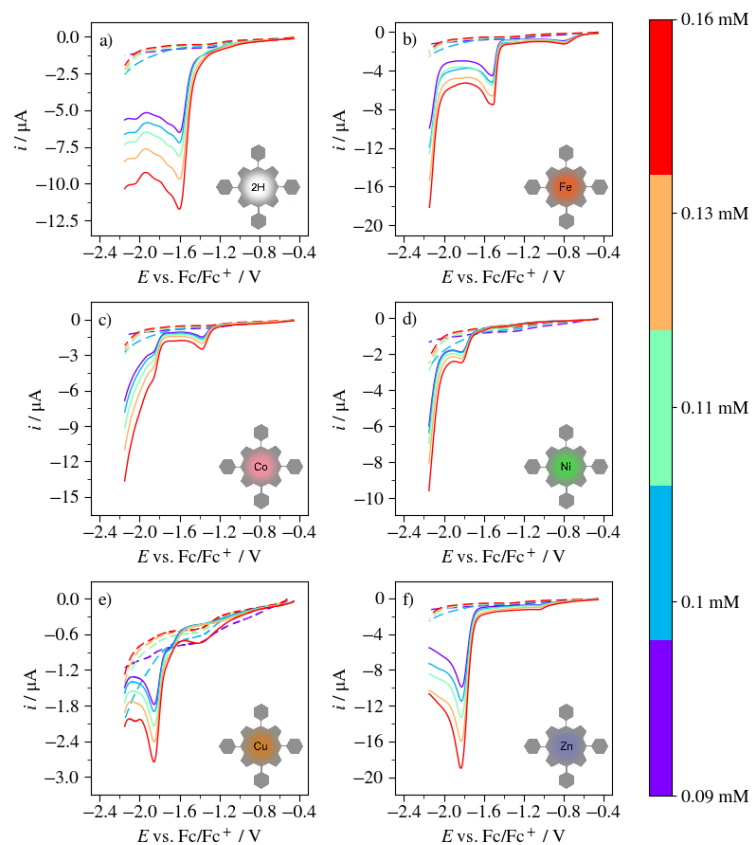 a)
0.0
−2.5
−5.0
−7.5
−10.0
−12.5
i / µA
2H
−2.4 −2.0 −1.6 −1.2 −0.8 −0.4
E vs. Fc/Fc⁺ / V
b)
0
−4
−8
−12
−16
−20
i / µA
Fe
−2.4 −2.0 −1.6 −1.2 −0.8 −0.4
E vs. Fc/Fc⁺ / V
c)
0
−3
−6
−9
−12
−15
i / µA
Co
−2.4 −2.0 −1.6 −1.2 −0.8 −0.4
E vs. Fc/Fc⁺ / V
d)
0
−2
−4
−6
−8
−10
i / µA
Ni
−2.4 −2.0 −1.6 −1.2 −0.8 −0.4
E vs. Fc/Fc⁺ / V
e)
0.0
−0.6
−1.2
−1.8
−2.4
−3.0
i / µA
Cu
−2.4 −2.0 −1.6 −1.2 −0.8 −0.4
E vs. Fc/Fc⁺ / V
f)
0
−4
−8
−12
−16
−20
i / µA
Zn
−2.4 −2.0 −1.6 −1.2 −0.8 −0.4
E vs. Fc/Fc⁺ / V
0.16 mM
0.13 mM
0.11 mM
0.1 mM
0.09 mM